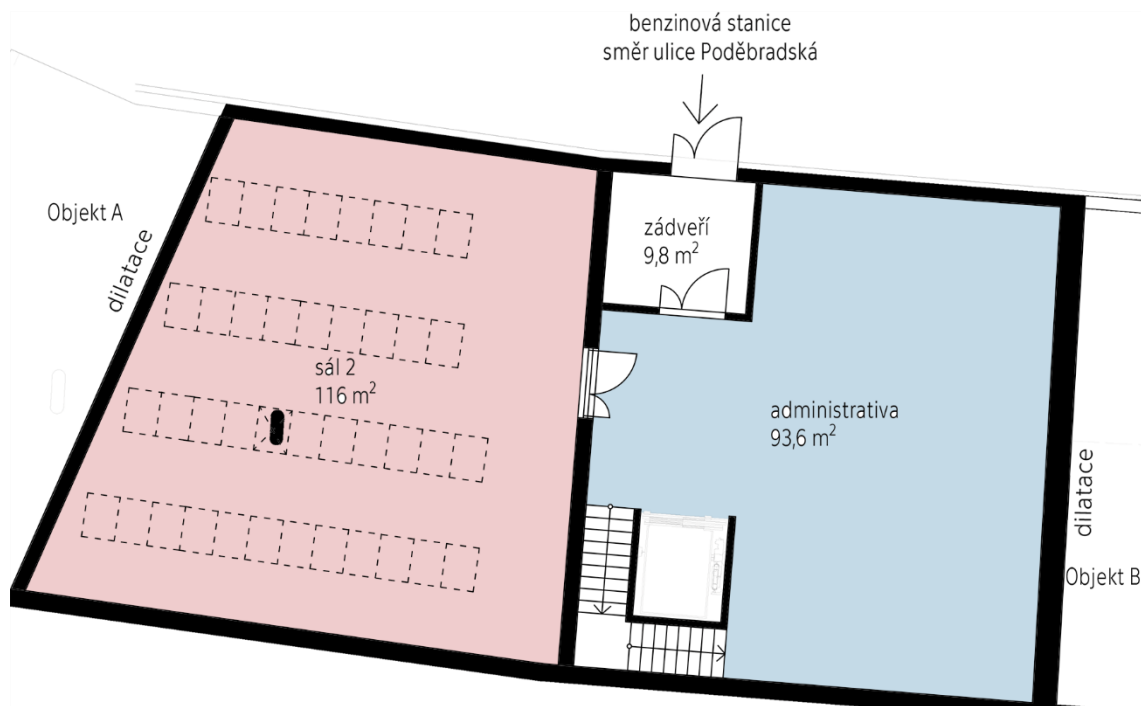 benzinová stanice
směr ulice Poděbradská
Objekt A
dilatace
zádveří
9,8 m²
sál 2
116 m²
administrativa
93,6 m²
dilatace
Objekt B